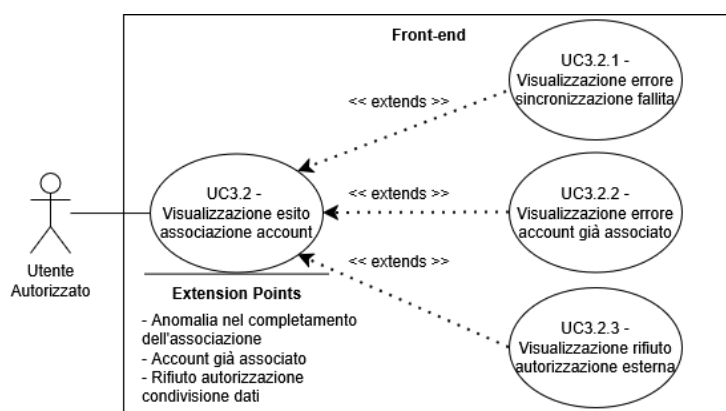 Front-end
UC3.2.1 -
Visualizzazione errore
sincronizzazione fallita
<< extends >>
UC3.2 -
Visualizzazione esito
associazione account
<< extends >>
UC3.2.2 -
Visualizzazione errore
account già associato
Utente
Autorizzato
<< extends >>
Extension Points
- Anomalia nel completamento
dell'associazione
- Account già associato
- Rifiuto autorizzazione
condivisione dati
UC3.2.3 -
Visualizzazione rifiuto
autorizzazione esterna